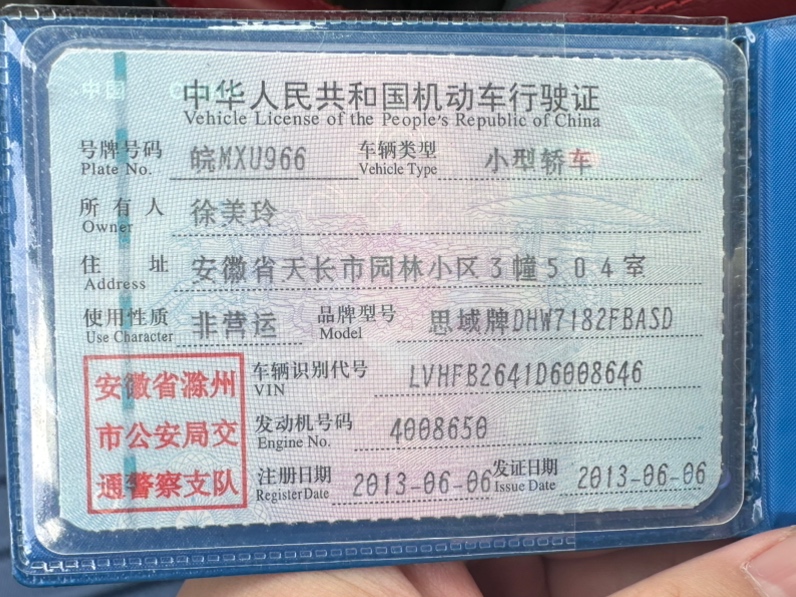 中华人民共和国机动车行驶证
Vehicle License of the People's Republic of China
号牌号码 皖MXU966 车辆类型 小型轿车
Plate No. Vehicle Type
所有人 徐美玲
Owner
住址 安徽省天长市园林小区3幢504室
Address
使用性质 非营运 品牌型号 思域牌DHW7182FBASD
Use Character Model
安徽省滁州
市公安局交
通警察支队
车辆识别代号 LVHFB2641D6008646
VIN
发动机号码 4008650
Engine No.
注册日期 2013-06-06 发证日期 2013-06-06
Register Date Issue Date